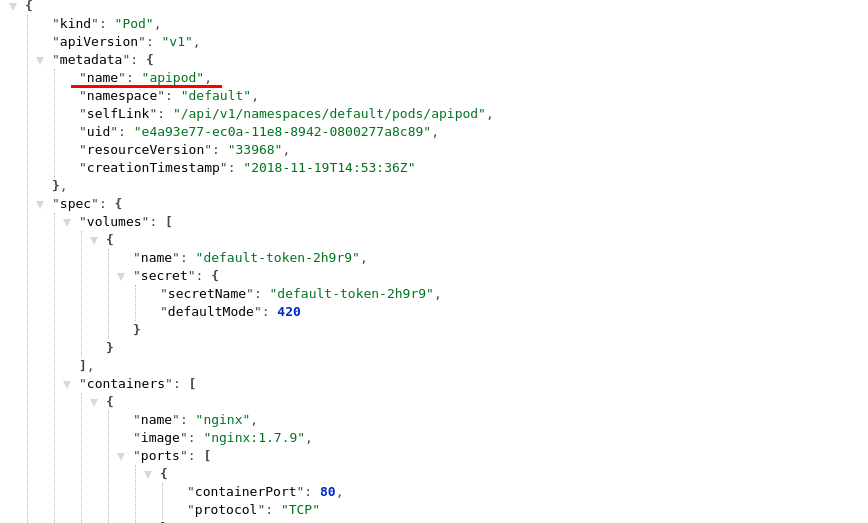 {
"kind": "Pod",
"apiVersion": "v1",
"metadata": {
"name": "apipod",
"namespace": "default",
"selfLink": "/api/v1/namespaces/default/pods/apipod",
"uid": "e4a93e77-ec0a-11e8-8942-0800277a8c89",
"resourceVersion": "33968",
"creationTimestamp": "2018-11-19T14:53:36Z"
},
"spec": {
"volumes": [
{
"name": "default-token-2h9r9",
"secret": {
"secretName": "default-token-2h9r9",
"defaultMode": 420
}
}
],
"containers": [
{
"name": "nginx",
"image": "nginx:1.7.9",
"ports": [
{
"containerPort": 80,
"protocol": "TCP"